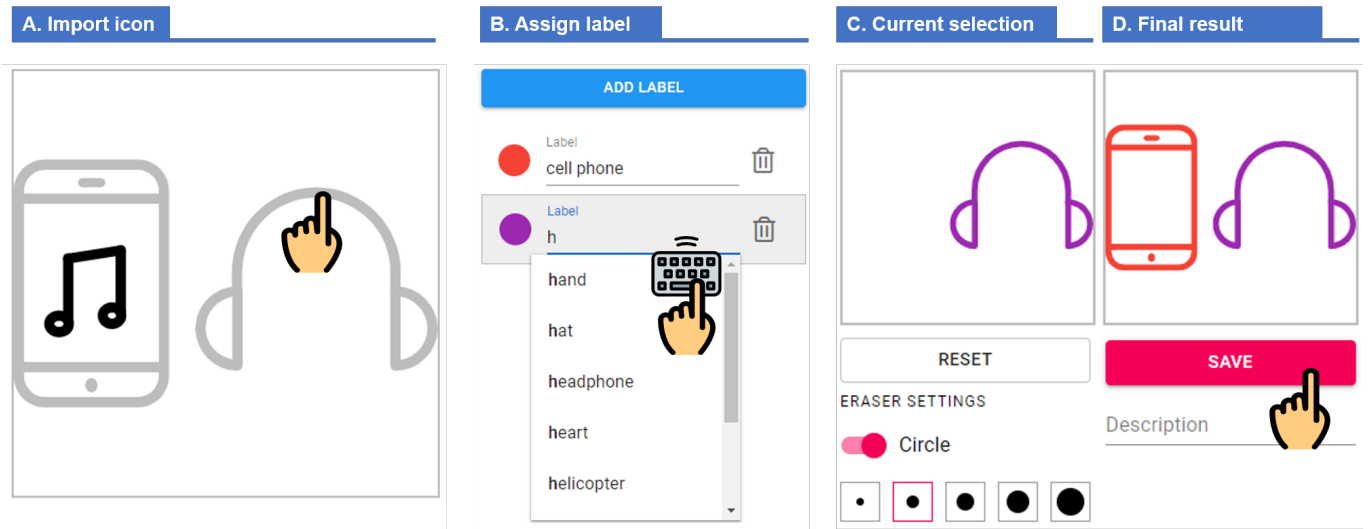 A. Import icon
B. Assign label
ADD LABEL
Label
cell phone
Label
h
hand
hat
headphone
heart
helicopter
C. Current selection
RESET
ERASER SETTINGS
Circle
D. Final result
SAVE
Description